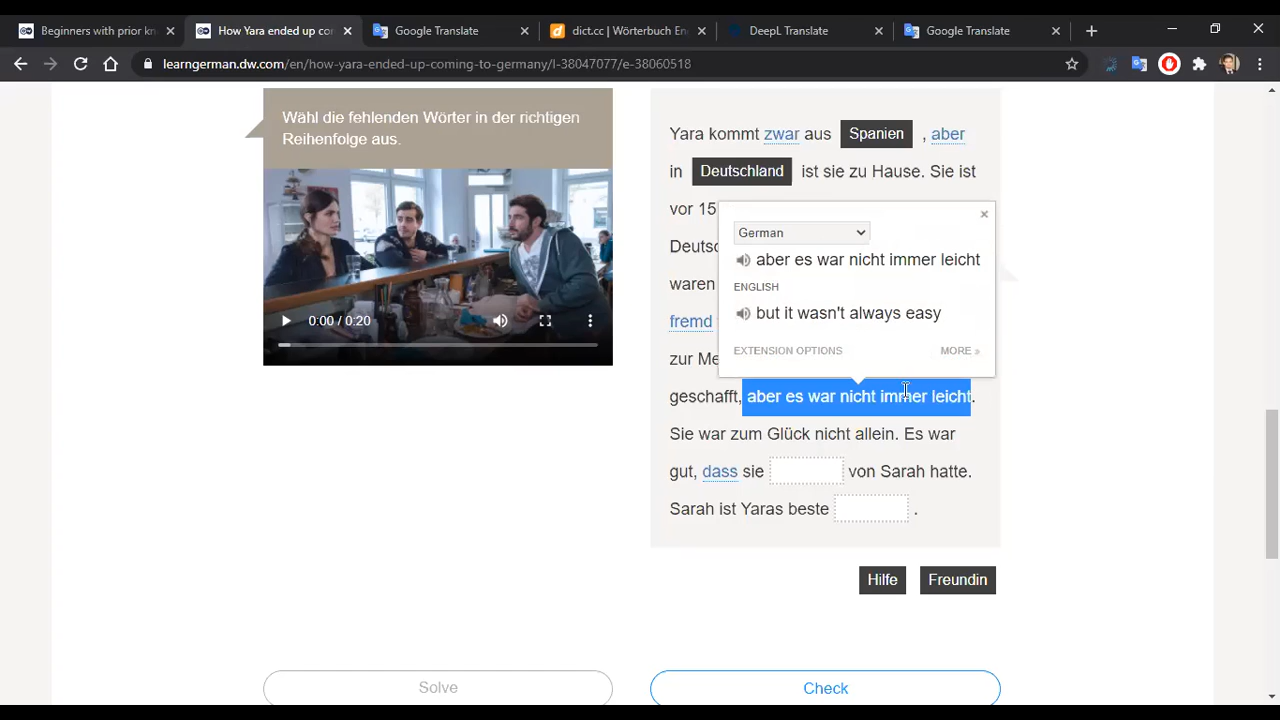 Beginners with prior kn
How Yara ended up cor
Google Translate
dict.cc | Wörterbuch En
DeepL Translate
Google Translate
learngerman.dw.com/en/how-yara-ended-up-coming-to-germany/l-38047077/e-38060518
Wähl die fehlenden Wörter in der richtigen
Reihenfolge aus.
0:00 / 0:20
Yara kommt zwar aus Spanien , aber
in Deutschland ist sie zu Hause. Sie ist
vor 15
Deutsc
waren
fremd
zur Me
geschafft, aber es war nicht immer leicht.
Sie war zum Glück nicht allein. Es war
gut, dass sie von Sarah hatte.
Sarah ist Yaras beste .
German
aber es war nicht immer leicht
ENGLISH
but it wasn't always easy
EXTENSION OPTIONS MORE »
Hilfe Freundin
Solve
Check